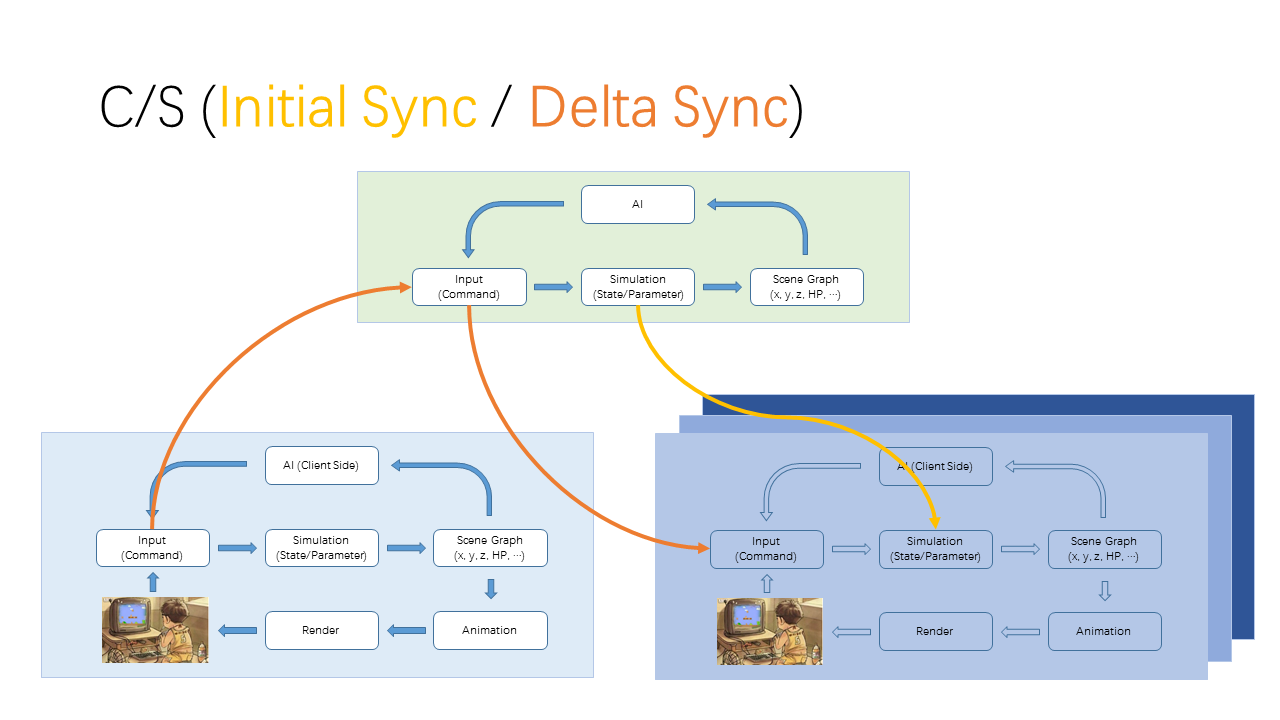 C/S (Initial Sync / Delta Sync)
AI
Input
(Command)
Simulation
(State/Parameter)
Scene Graph
(x, y, z, HP, ···)
AI (Client Side)
Input
(Command)
Simulation
(State/Parameter)
Scene Graph
(x, y, z, HP, ···)
Render
Animation
AI (Client Side)
Input
(Command)
Simulation
(State/Parameter)
Scene Graph
(x, y, z, HP, ···)
Render
Animation